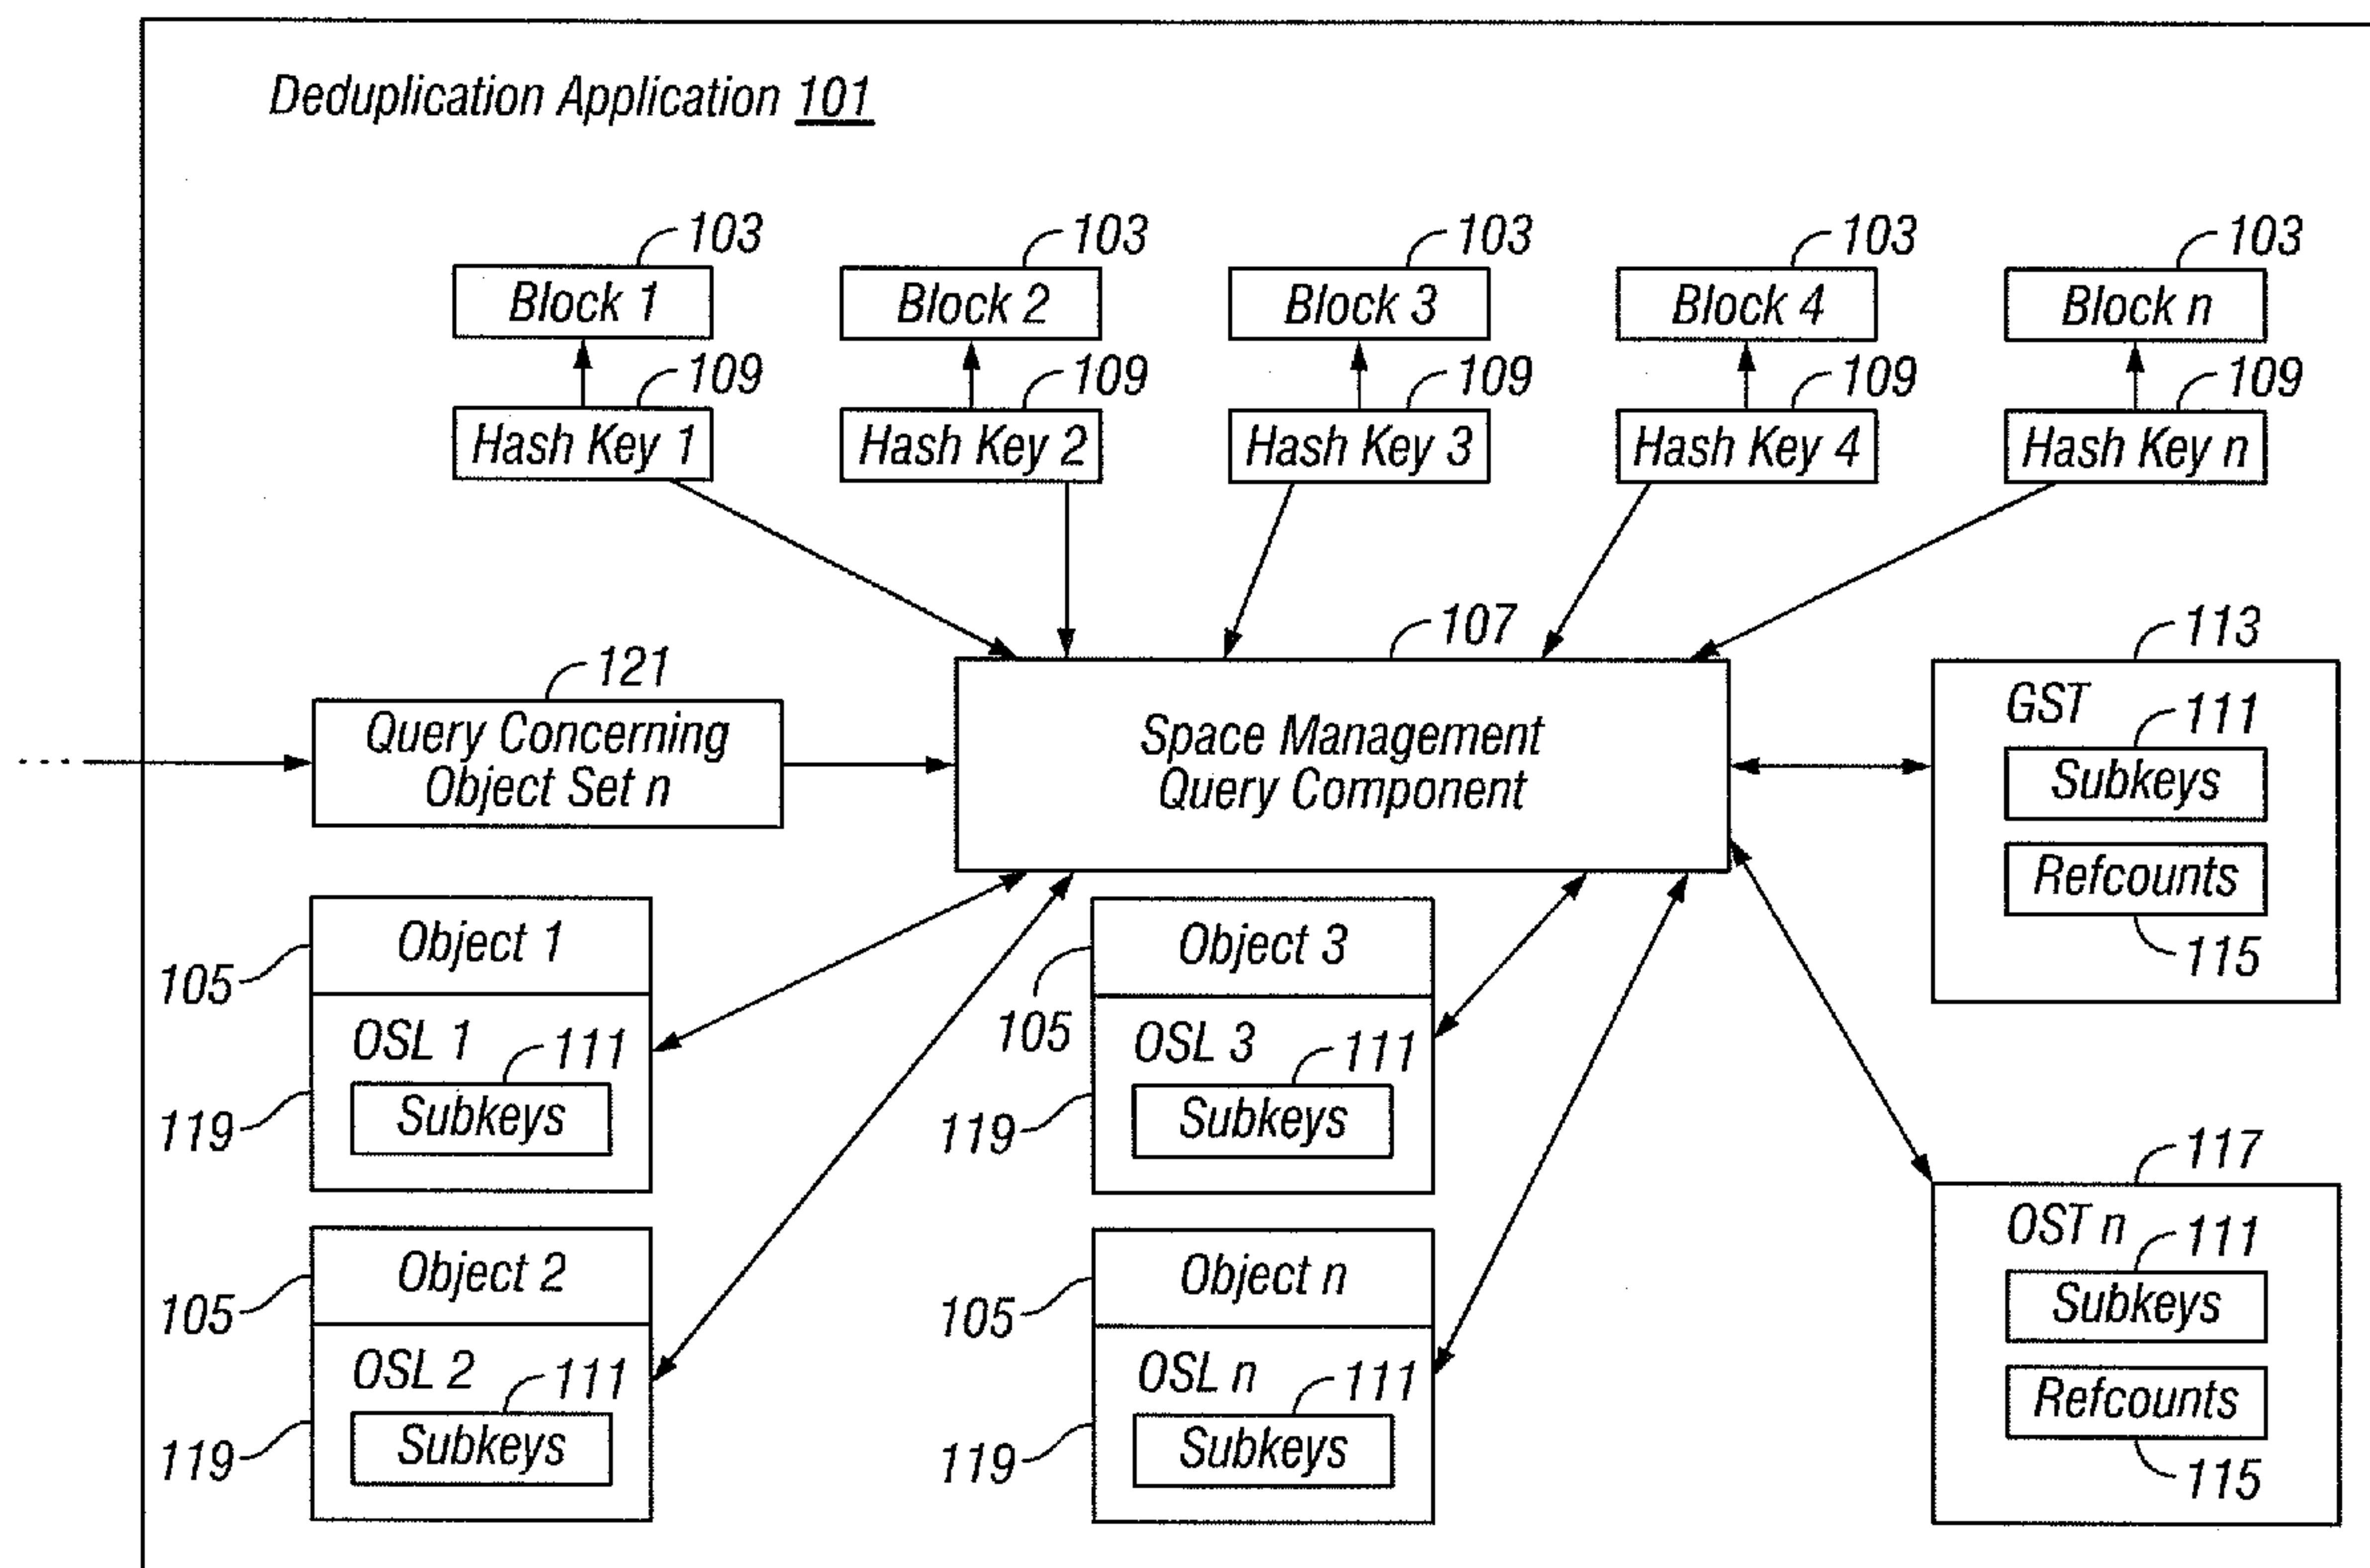 Deduplication Application 101
103 103 103 103 103
Block 1 Block 2 Block 3 Block 4 Block n
109 109 109 109 109
Hash Key 1 Hash Key 2 Hash Key 3 Hash Key 4 Hash Key n
107
113
121
Query Concerning
Object Set n
Space Management
Query Component
GST
111
Subkeys
Refcounts
115
Object 1
105
OSL 1
111
Subkeys
119
Object 3
105
OSL 3
111
Subkeys
119
Object 2
105
OSL 2
111
Subkeys
119
Object n
105
OSL n
111
Subkeys
119
117
OST n
111
Subkeys
Refcounts
115